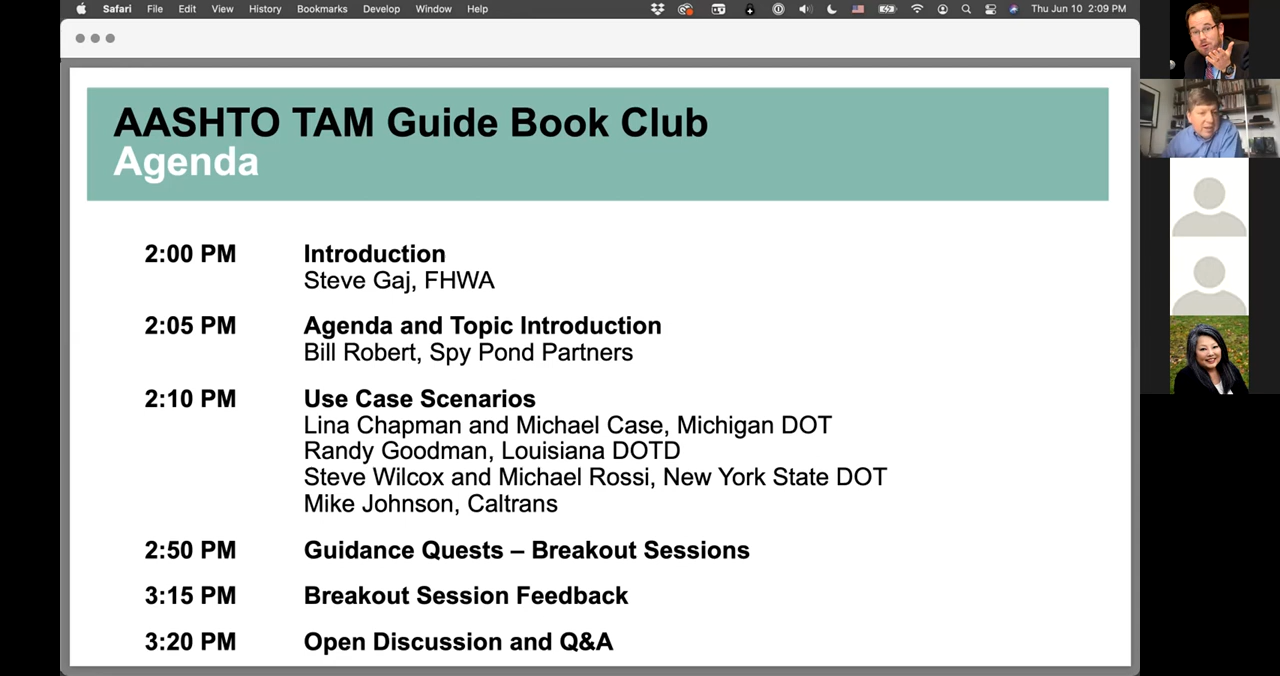 Safari File Edit View History Bookmarks Develop Window Help Thu Jun 10 2:09 PM
AASHTO TAM Guide Book Club
Agenda
2:00 PM Introduction
Steve Gaj, FHWA
2:05 PM Agenda and Topic Introduction
Bill Robert, Spy Pond Partners
2:10 PM Use Case Scenarios
Lina Chapman and Michael Case, Michigan DOT
Randy Goodman, Louisiana DOTD
Steve Wilcox and Michael Rossi, New York State DOT
Mike Johnson, Caltrans
2:50 PM Guidance Quests – Breakout Sessions
3:15 PM Breakout Session Feedback
3:20 PM Open Discussion and Q&A